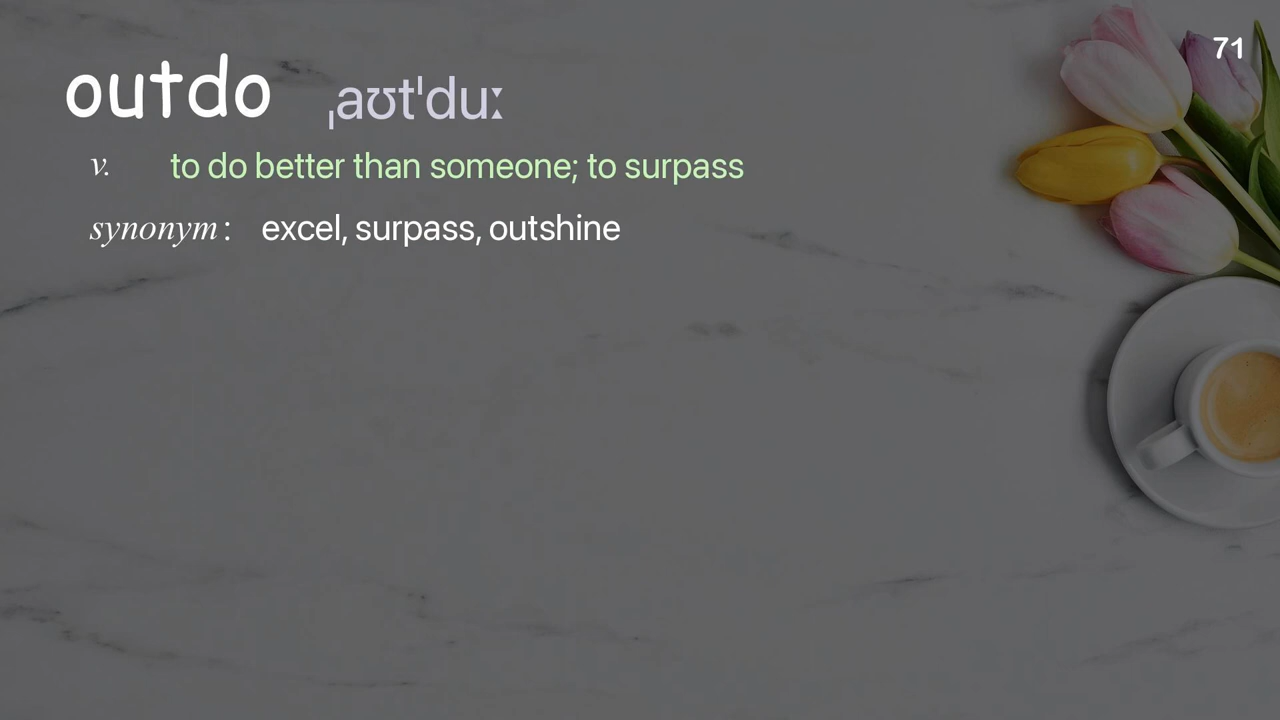 71
outdo ˌaʊtˈduː
v. to do better than someone; to surpass
synonym : excel, surpass, outshine